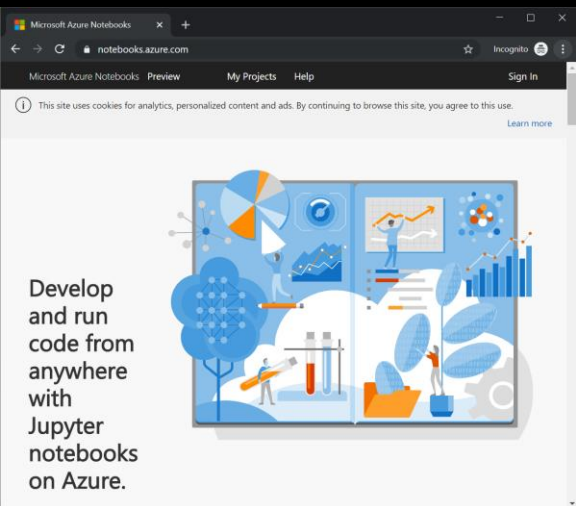 Microsoft Azure Notebooks
notebooks.azure.com
Incognito
Microsoft Azure Notebooks Preview My Projects Help Sign In
This site uses cookies for analytics, personalized content and ads. By continuing to browse this site, you agree to this use.
Learn more
Develop
and run
code from
anywhere
with
Jupyter
notebooks
on Azure.